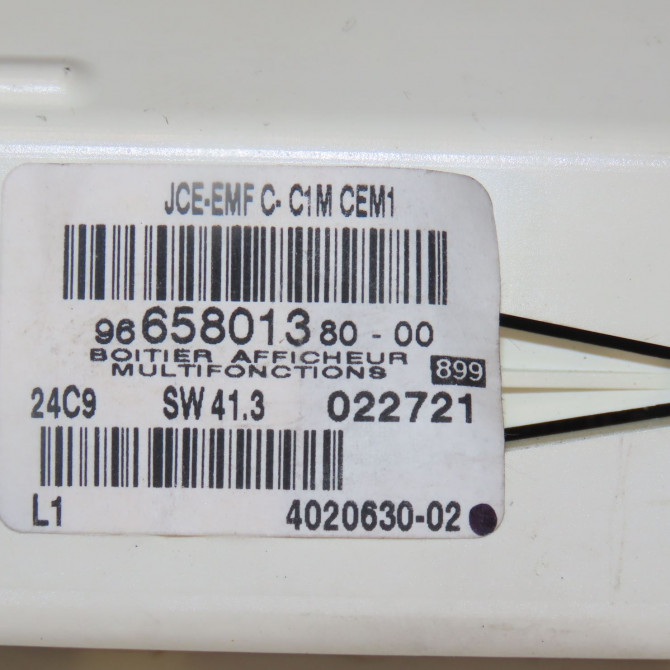 JCE-EMF C- C1M CEM1
96 658013 80 - 00
BOITIER AFFICHEUR
MULTIFONCTIONS 899
24C9 SW 41.3 022721
L1 4020630-02